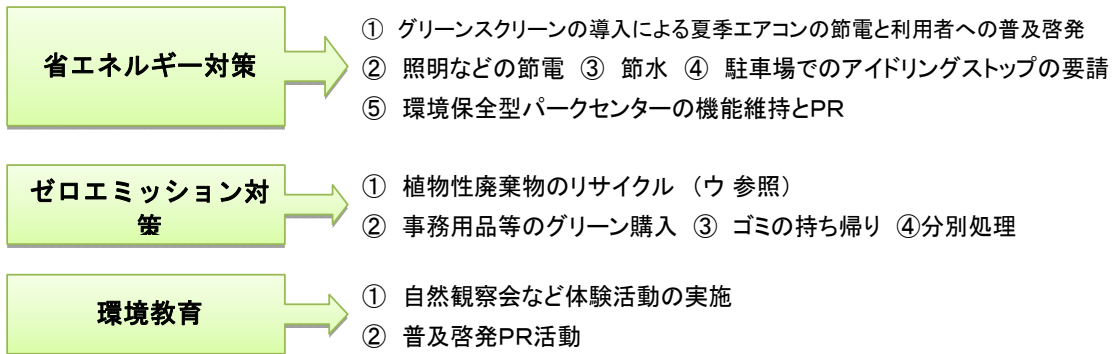 省エネルギー対策
① グリーンスクリーンの導入による夏季エアコンの節電と利用者への普及啓発
② 照明などの節電 ③ 節水 ④ 駐車場でのアイドリングストップの要請
⑤ 環境保全型パークセンターの機能維持とPR
ゼロエミッション対
策
① 植物性廃棄物のリサイクル （ウ 参照）
② 事務用品等のグリーン購入 ③ ゴミの持ち帰り ④分別処理
環境教育
① 自然観察会など体験活動の実施
② 普及啓発PR活動